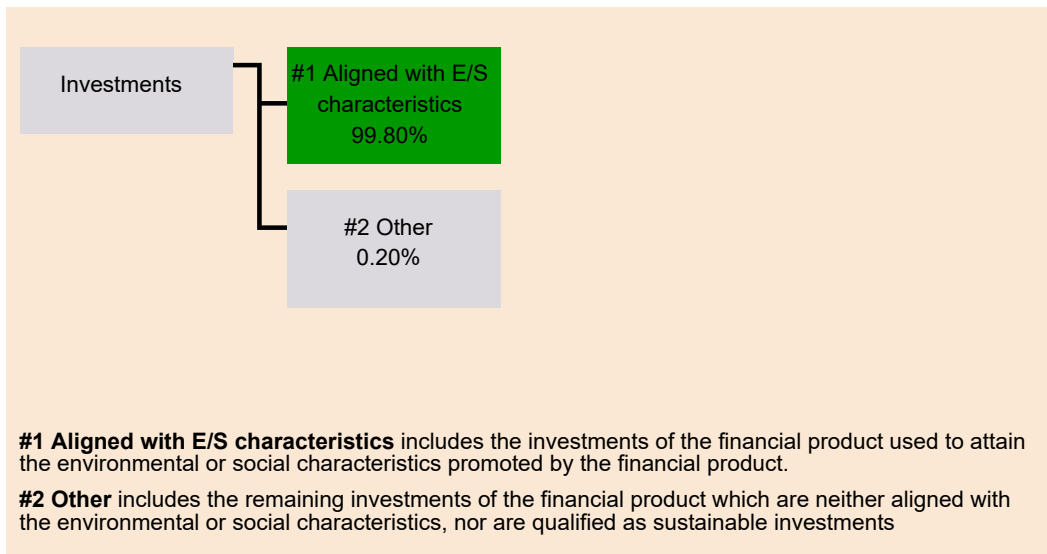 Investments
#1 Aligned with E/S
characteristics
99.80%
#2 Other
0.20%
#1 Aligned with E/S characteristics includes the investments of the financial product used to attain
the environmental or social characteristics promoted by the financial product.
#2 Other includes the remaining investments of the financial product which are neither aligned with
the environmental or social characteristics, nor are qualified as sustainable investments